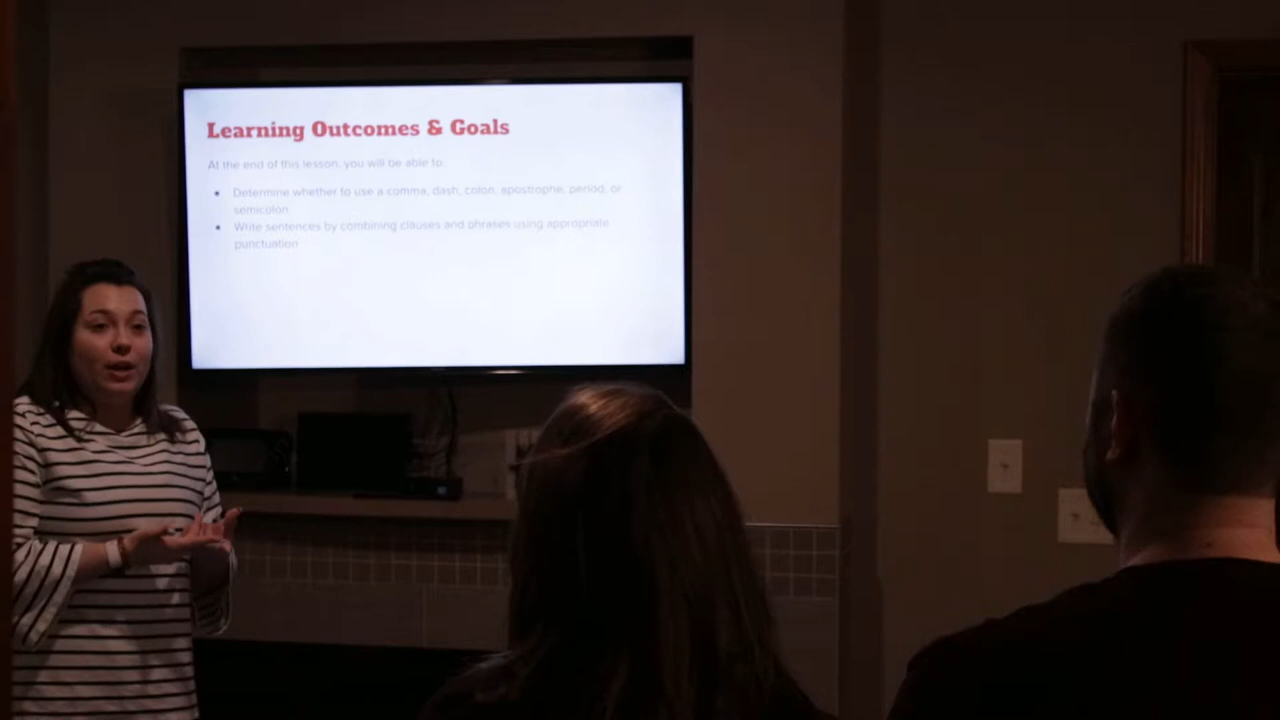 Learning Outcomes & Goals
At the end of this lesson, you will be able to:
Determine whether to use a comma, dash, colon, apostrophe, period, or
semicolon
Write sentences by combining clauses and phrases using appropriate
punctuation